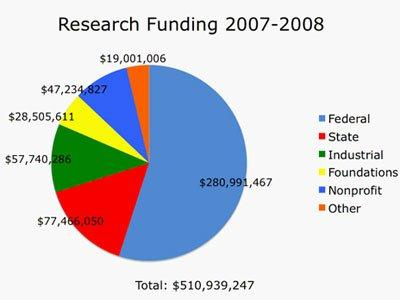 Research Funding 2007-2008
$19,001,006
$47,234,827
$28,505,611
$57,740,286
$77,466,050
$280,991,467
Federal
State
Industrial
Foundations
Nonprofit
Other
Total: $510,939,247